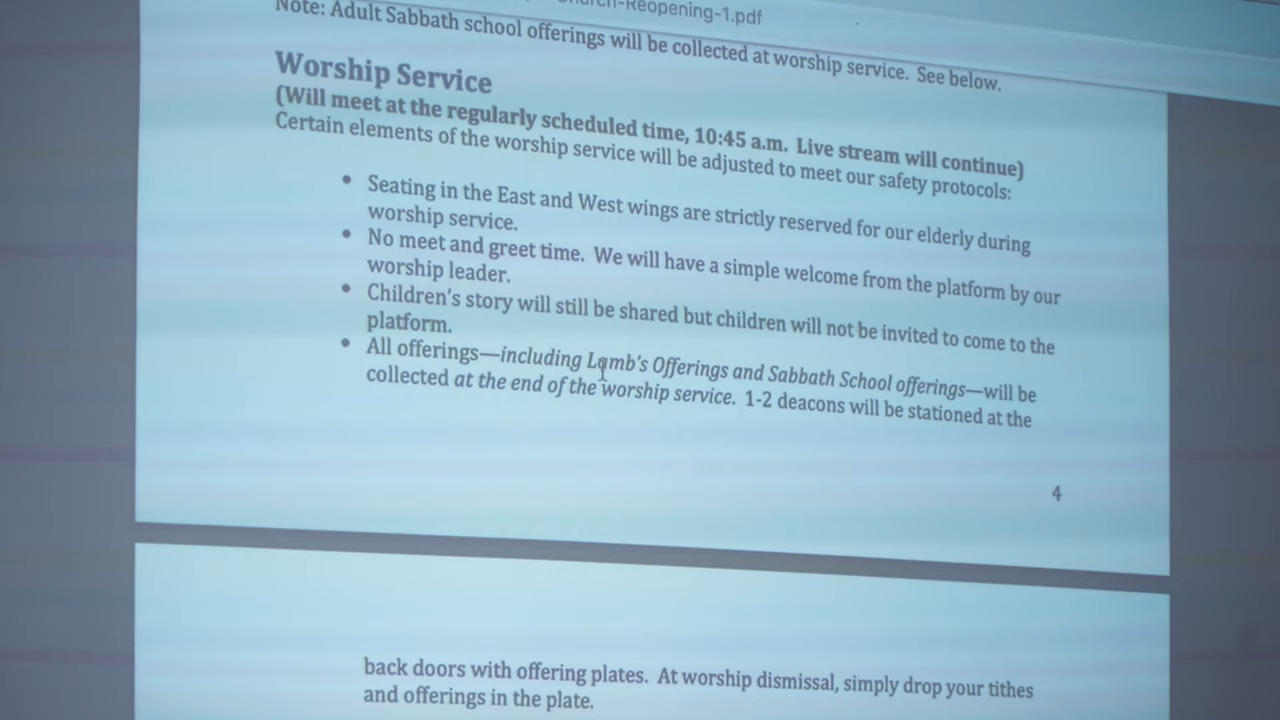 Church-Reopening-1.pdf
Note: Adult Sabbath school offerings will be collected at worship service. See below.
Worship Service
(Will meet at the regularly scheduled time, 10:45 a.m. Live stream will continue)
Certain elements of the worship service will be adjusted to meet our safety protocols:
• Seating in the East and West wings are strictly reserved for our elderly during
worship service.
• No meet and greet time. We will have a simple welcome from the platform by our
worship leader.
• Children's story will still be shared but children will not be invited to come to the
platform.
• All offerings—including Lamb's Offerings and Sabbath School offerings—will be
collected at the end of the worship service. 1-2 deacons will be stationed at the
4
back doors with offering plates. At worship dismissal, simply drop your tithes
and offerings in the plate.